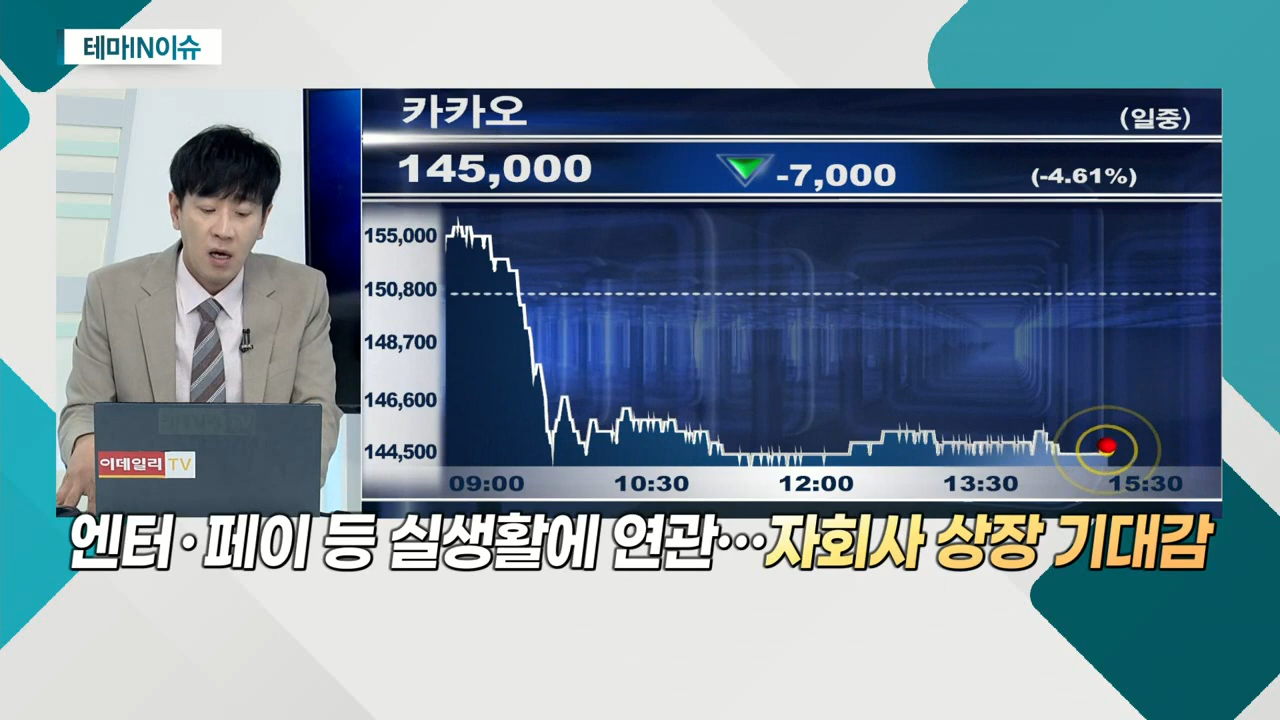 테마IN이슈
카카오
(일중)
145,000 -7,000 (-4.61%)
155,000
150,800
148,700
146,600
144,500
09:00 10:30 12:00 13:30 15:30
이데일리TV
엔터·페이 등 실생활에 연관…자회사 상장 기대감